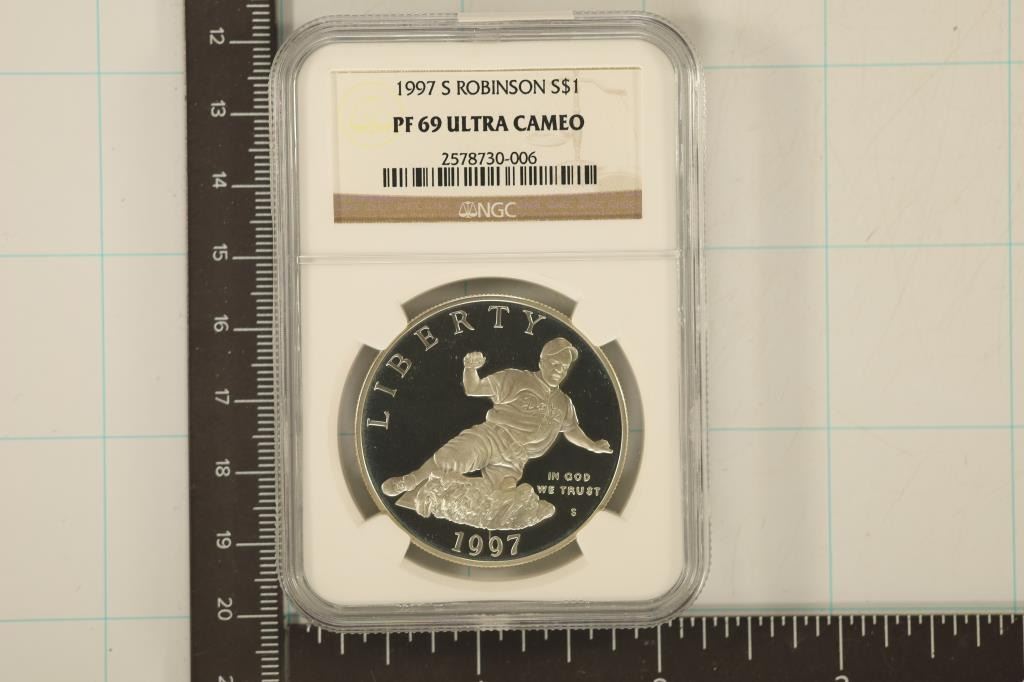 1997 S ROBINSON S$1
PF 69 ULTRA CAMEO
2578730-006
NGC
LIBERTY
IN GOD
WE TRUST
S
1997
12
13
14
15
16
17
18
19
20